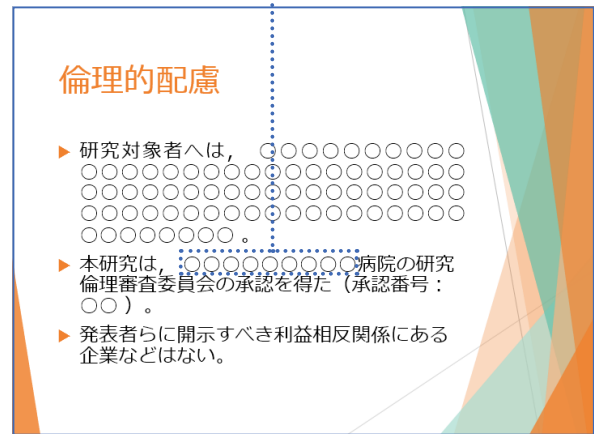 倫理的配慮
▶ 研究対象者へは，○○○○○○○○○○
○○○○○○○○○○○○○○○○○○○
○○○○○○○○○○○○○○○○○○○
○○○○○○○○○○○○○○○○○○○
○○○○○○○○。
▶ 本研究は，○○○○○○○○○病院の研究
倫理審査委員会の承認を得た（承認番号：
○○）。
▶ 発表者らに開示すべき利益相反関係にある
企業などはない。